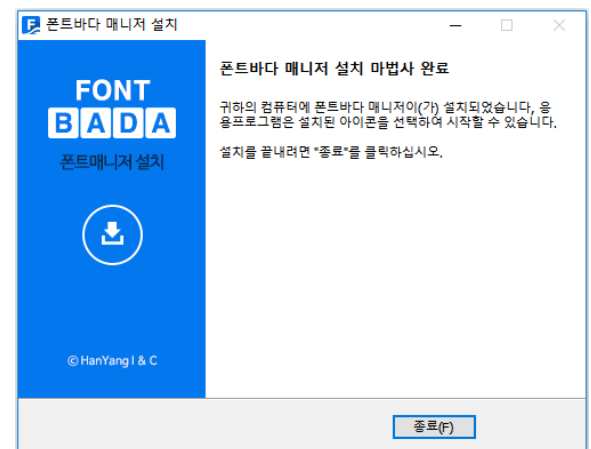 폰트바다 매니저 설치
FONT
BADA
폰트매니저 설치
© HanYang I & C
폰트바다 매니저 설치 마법사 완료
귀하의 컴퓨터에 폰트바다 매니저이(가) 설치되었습니다, 응
용프로그램은 설치된 아이콘을 선택하여 시작할 수 있습니다.
설치를 끝내려면 "종료"를 클릭하십시오.
종료(F)